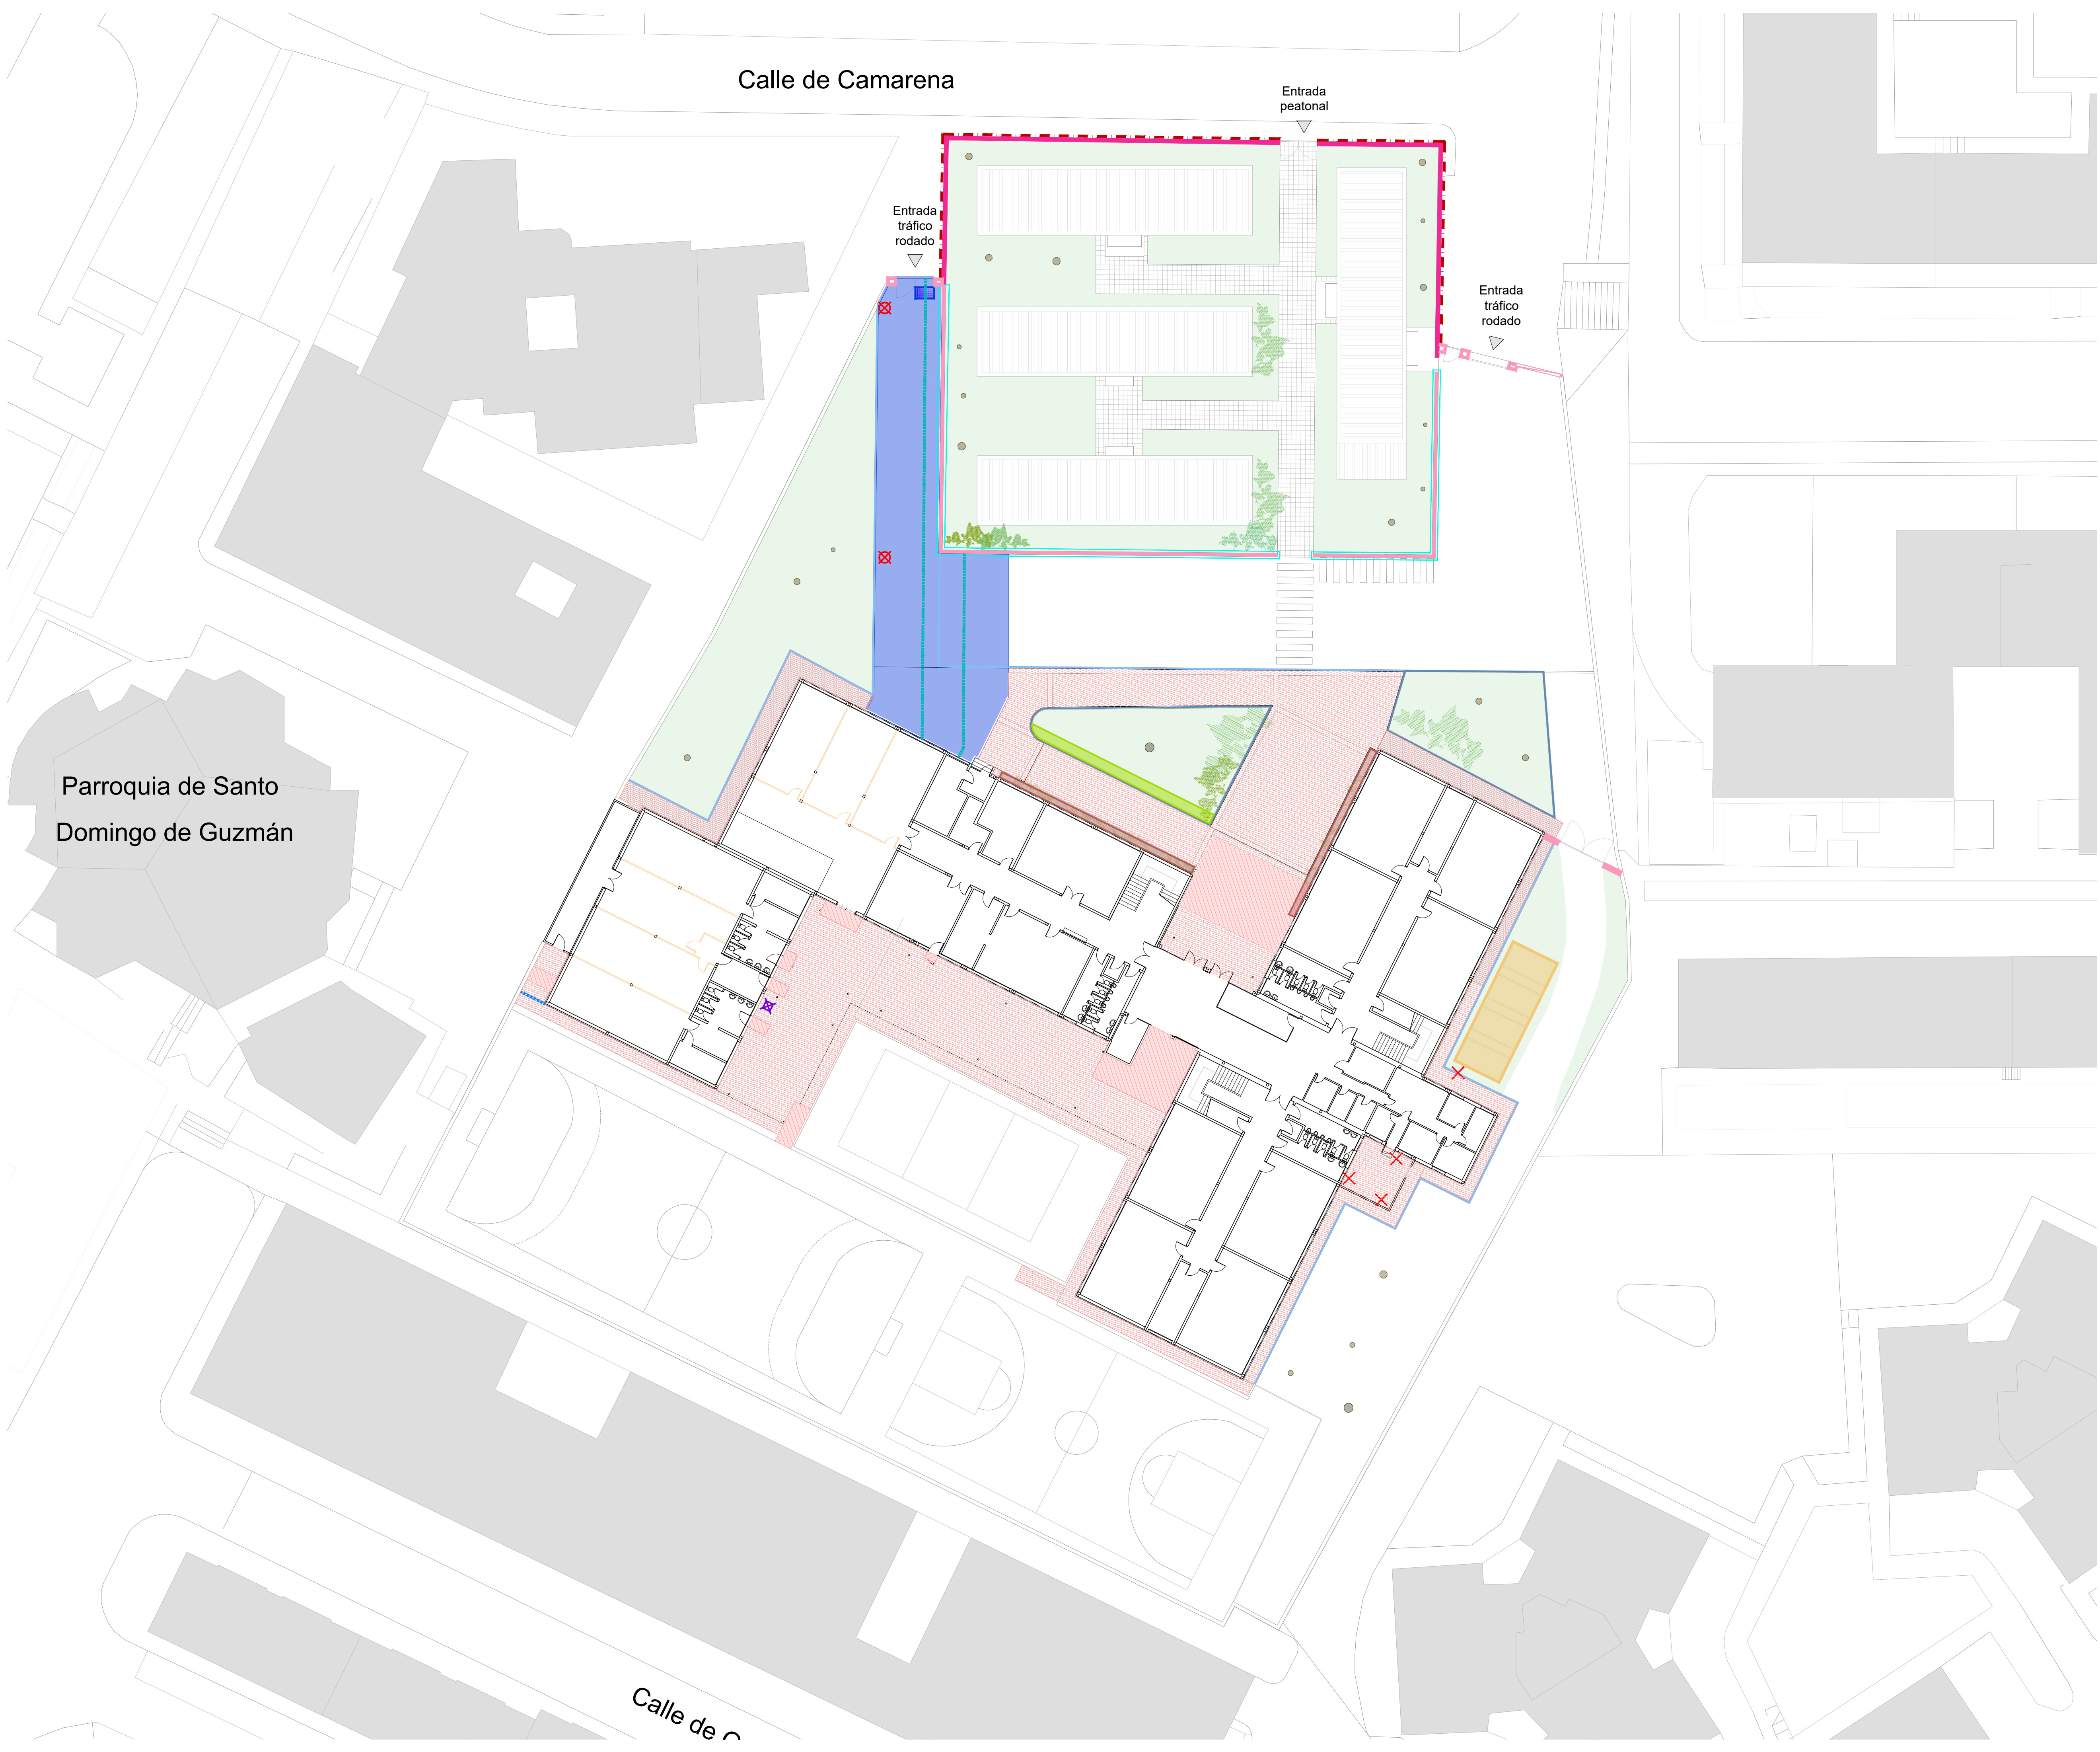 Calle de Camarena
Entrada
peatonal
Entrada
tráfico
rodado
Entrada
tráfico
rodado
Parroquia de Santo
Domingo de Guzmán
Calle de